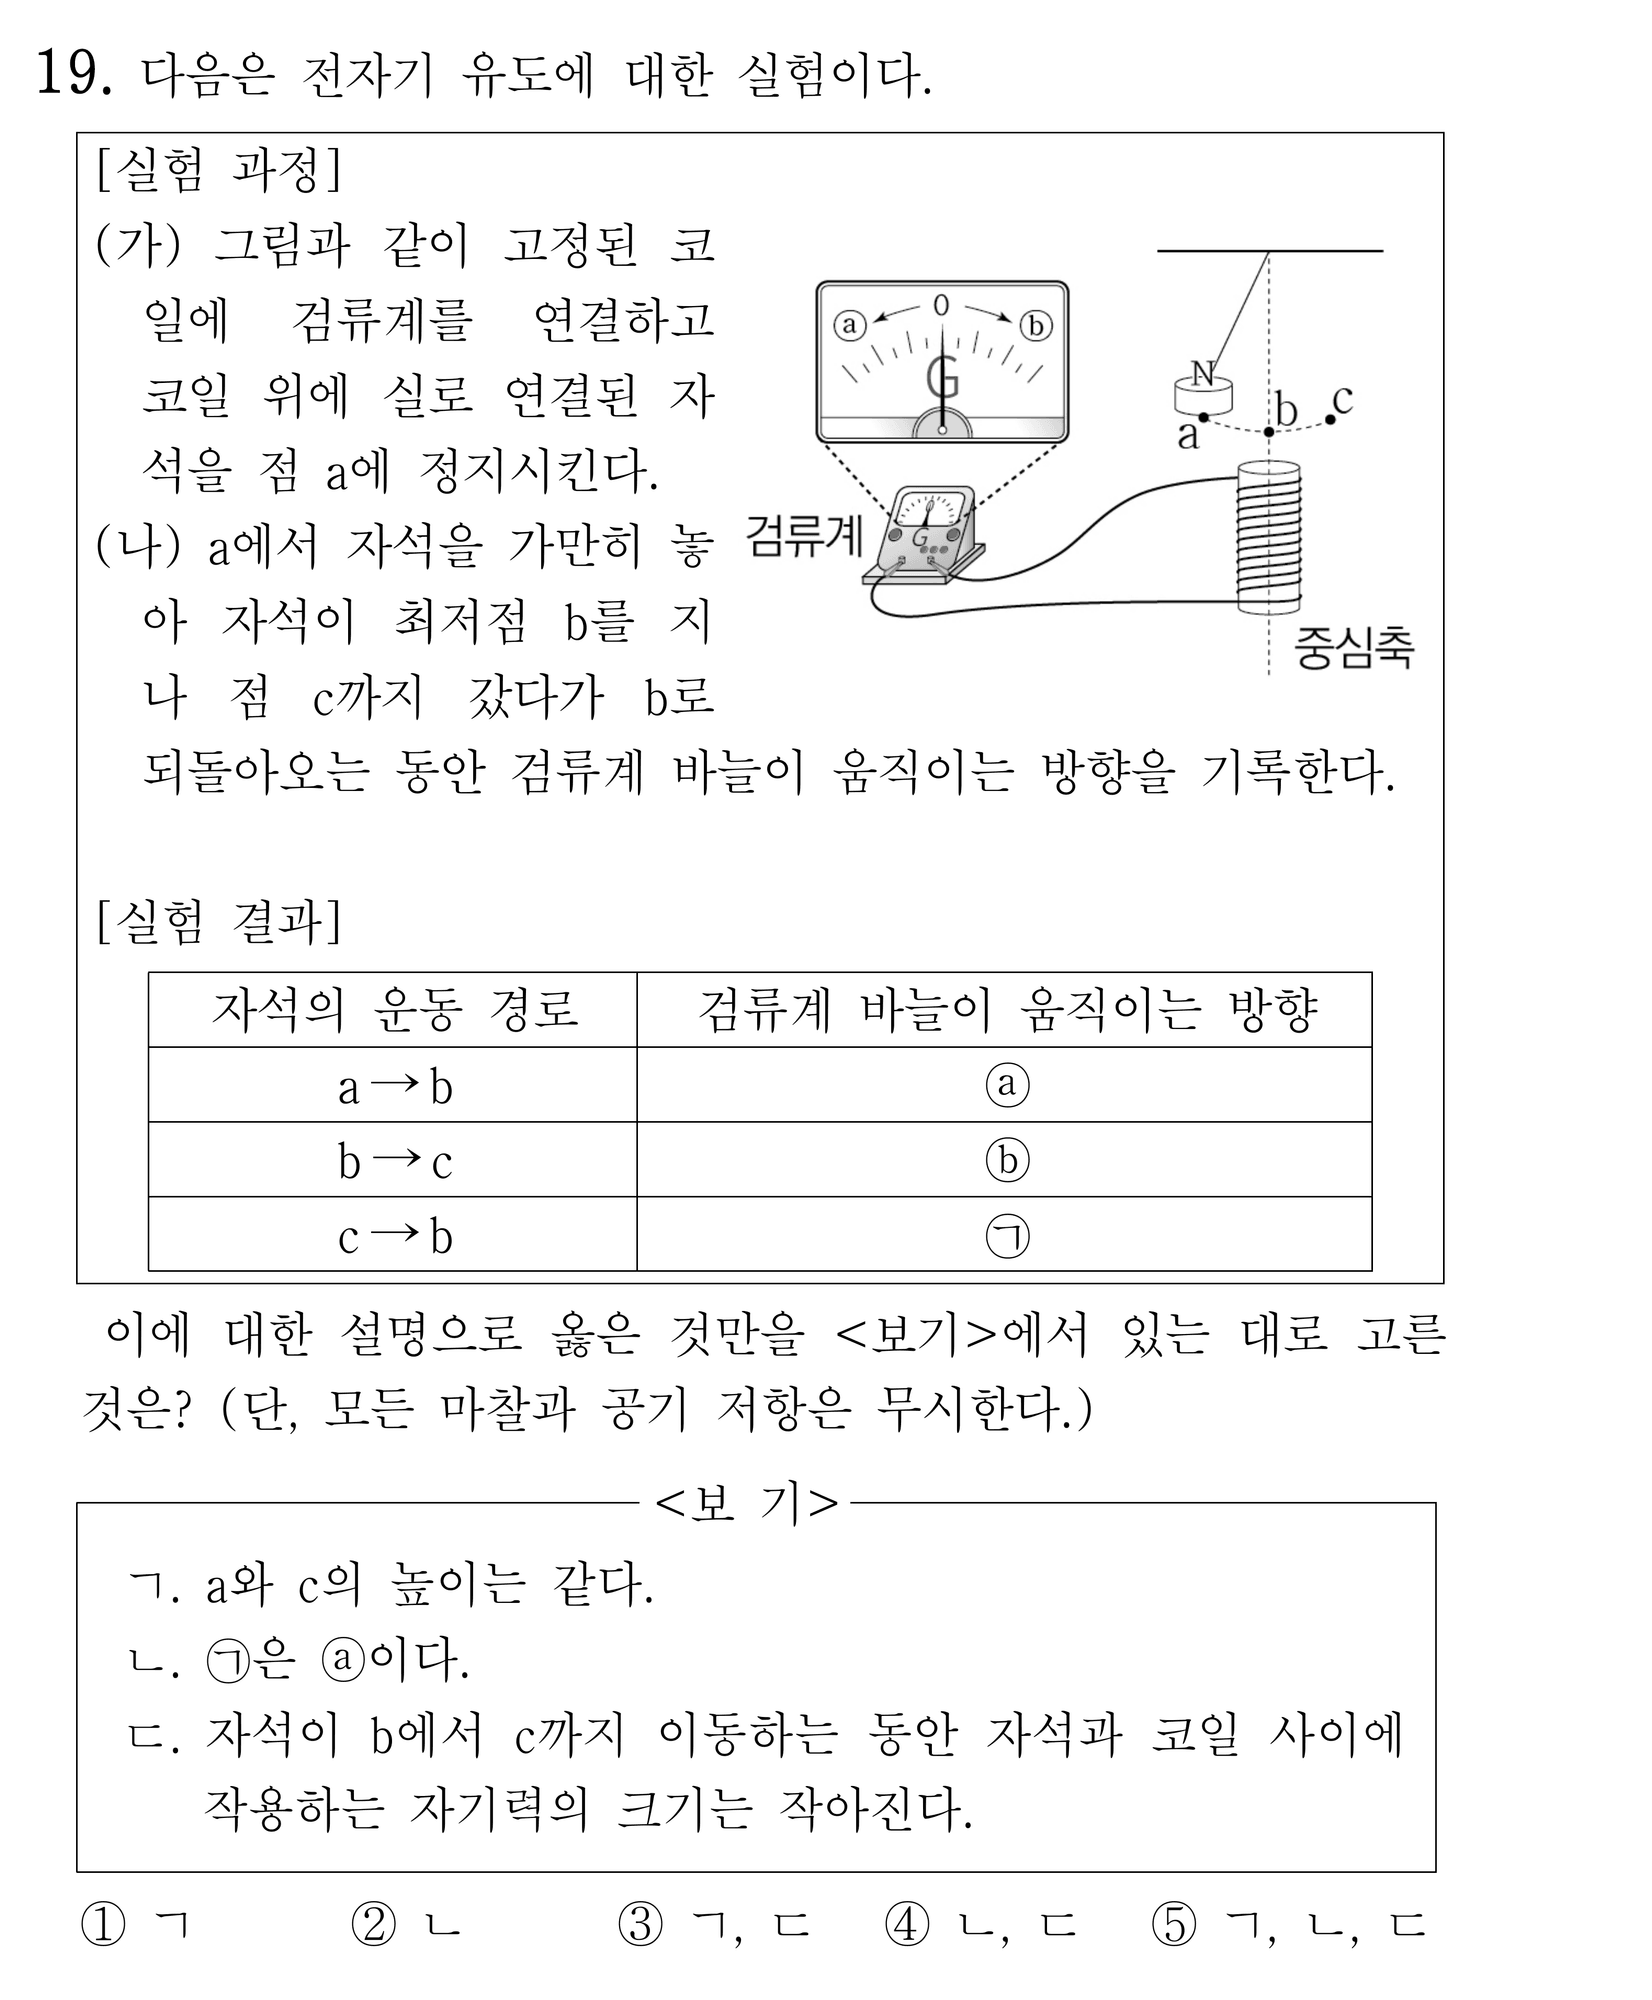 19. 다음은 전자기 유도에 대한 실험이다.
[실험 과정]
(가) 그림과 같이 고정된 코
일에 검류계를 연결하고
코일 위에 실로 연결된 자
석을 점 a에 정지시킨다.
(나) a에서 자석을 가만히 놓
아 자석이 최저점 b를 지
나 점 c까지 갔다가 b로
되돌아오는 동안 검류계 바늘이 움직이는 방향을 기록한다.
ⓐ 0 ⓑ
G
N
a b c
검류계
0
G
중심축
[실험 결과]
자석의 운동 경로 검류계 바늘이 움직이는 방향
a→b ⓐ
b→c ⓑ
c→b ㉠
이에 대한 설명으로 옳은 것만을 <보기>에서 있는 대로 고른
것은? (단, 모든 마찰과 공기 저항은 무시한다.)
<보 기>
ㄱ. a와 c의 높이는 같다.
ㄴ. ㉠은 ⓐ이다.
ㄷ. 자석이 b에서 c까지 이동하는 동안 자석과 코일 사이에
작용하는 자기력의 크기는 작아진다.
① ㄱ ② ㄴ ③ ㄱ, ㄷ ④ ㄴ, ㄷ ⑤ ㄱ, ㄴ, ㄷ